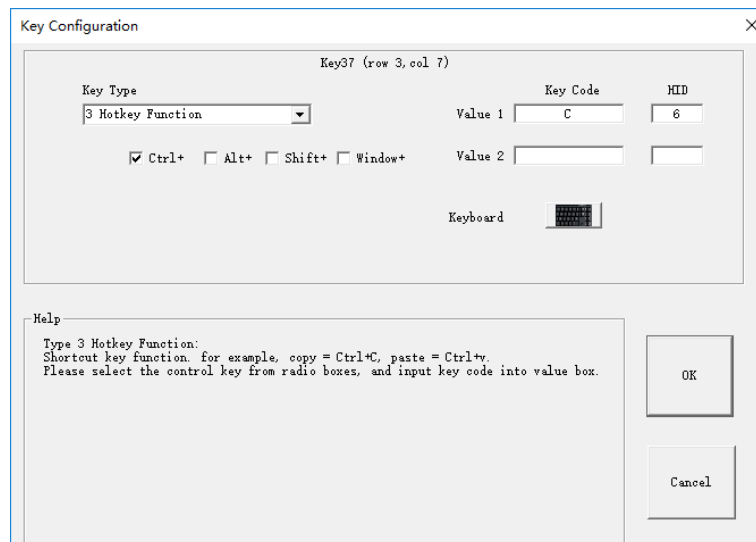 Key Configuration
Key37 (row 3, col 7)
Key Type
Key Code
HID
3 Hotkey Function
Value 1
C
6
Ctrl+
Alt+
Shift+
Window+
Value 2
Keyboard
Help
Type 3 Hotkey Function:
Shortcut key function. for example, copy = Ctrl+C, paste = Ctrl+v.
Please select the control key from radio boxes, and input key code into value box.
OK
Cancel